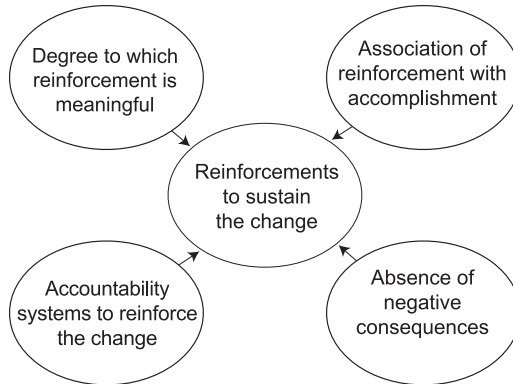 Degree to which
reinforcement is
meaningful
Association of
reinforcement with
accomplishment
Reinforcements
to sustain
the change
Accountability
systems to reinforce
the change
Absence of
negative
consequences